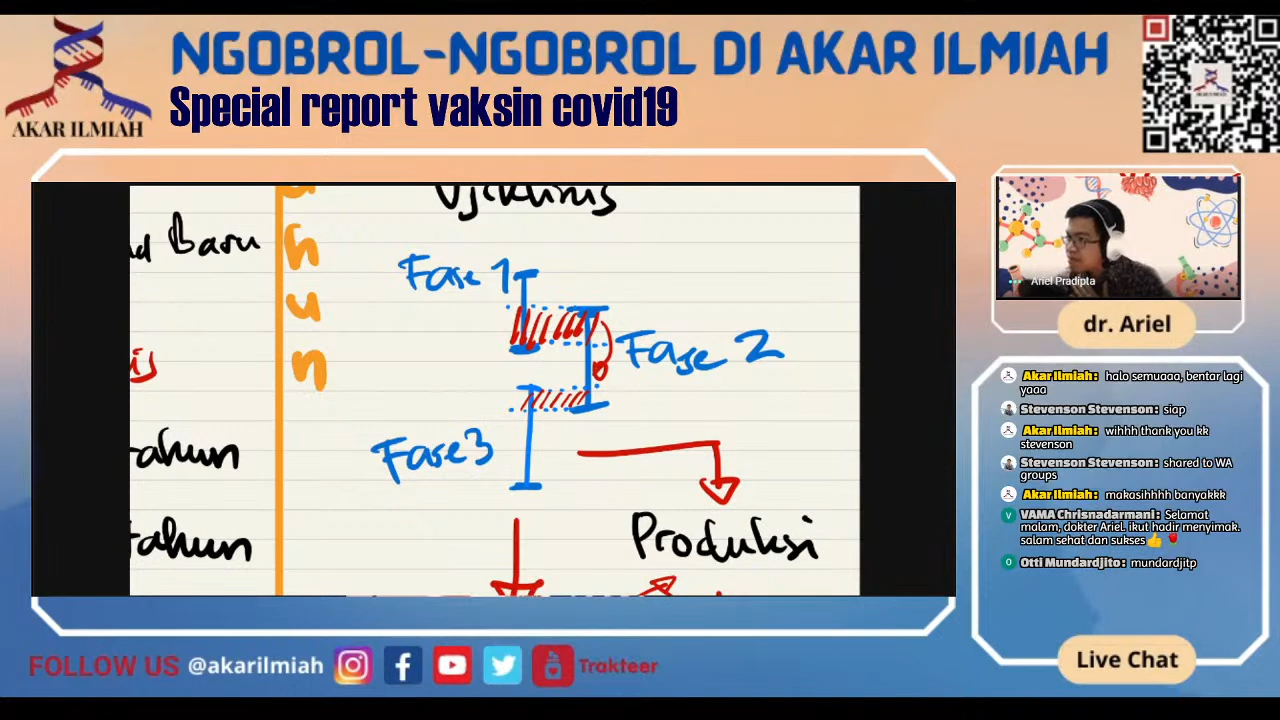 NGOBROL-NGOBROL DI AKAR ILMIAH
Special report vaksin covid19
AKAR ILMIAH
Ujiklinis
Baru
Fase 1
Fase 2
Fase 3
Produksi
Ariel Pradipta
dr. Ariel
Akar Ilmiah : halo semuaaa, bentar lagi
yaaa
Stevenson Stevenson : siap
Akar Ilmiah : wihhh thank you kk
stevenson
Stevenson Stevenson : shared to WA
groups
Akar Ilmiah : makasihhhh banyakkk
VAMA Chrisnadarmani : Selamat
malam, dokter Ariel. ikut hadir menyimak.
salam sehat dan sukses👍🌹
Otti Mundardjito : mundardjitp
Live Chat
FOLLOW US @akarilmiah
Trakteer